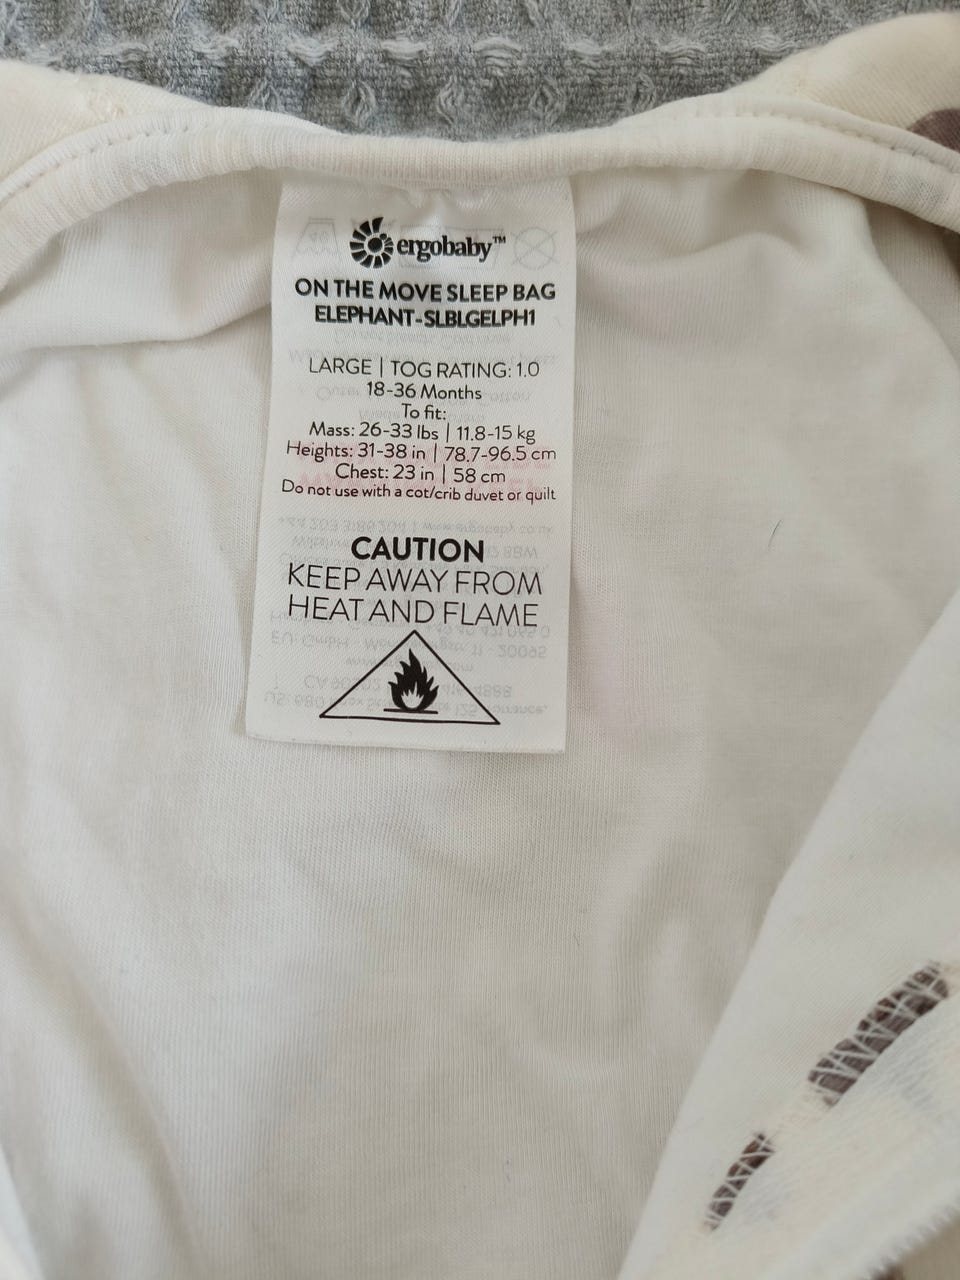 ergobaby™
ON THE MOVE SLEEP BAG
ELEPHANT-SLBLGELPH1
LARGE | TOG RATING: 1.0
18-36 Months
To fit:
Mass: 26-33 lbs | 11.8-15 kg
Heights: 31-38 in | 78.7-96.5 cm
Chest: 23 in | 58 cm
Do not use with a cot/crib duvet or quilt
CAUTION
KEEP AWAY FROM
HEAT AND FLAME